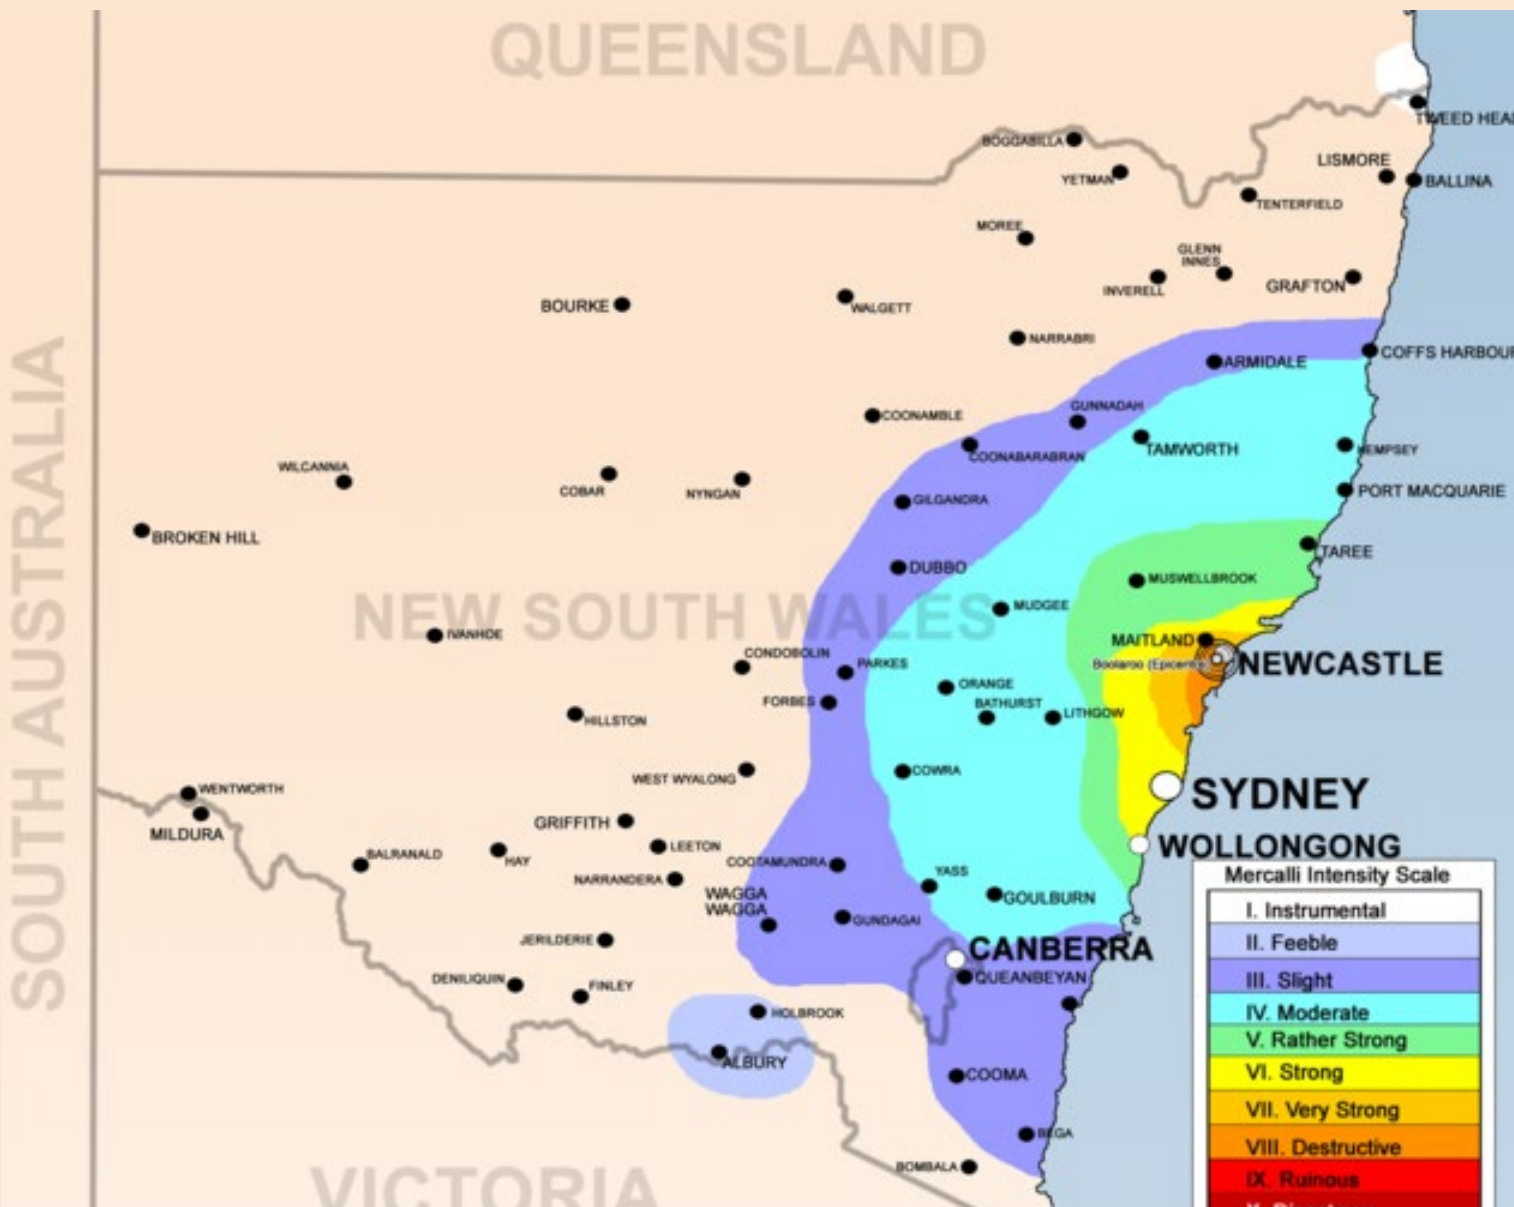 QUEENSLAND
TWEED HEA
BOGGABILLA
LISMORE
YETMAN
BALLINA
TENTERFIELD
MOREE
GLENN
INNES
INVERELL
GRAFTON
BOURKE
WALGETT
NARRABRI
COFFS HARBOUR
ARMIDALE
GUNNADAH
COONAMBLE
TAMWORTH
KEMPSEY
COONABARABRAN
WILCANNIA
COBAR
NYNGAN
PORT MACQUARIE
GILGANDRA
BROKEN HILL
TAREE
DUBBO
MUSWELLBROOK
SOUTH AUSTRALIA
NEW SOUTH WALES
MUDGEE
IVANHOE
MAITLAND
CONDOBOLIN
PARKES
Boolaroo (Epicentre)
NEWCASTLE
ORANGE
FORBES
BATHURST
LITHGOW
HILLSTON
COWRA
WEST WYALONG
WENTWORTH
SYDNEY
GRIFFITH
MILDURA
LEETON
WOLLONGONG
BALRANALD
HAY
COOTAMUNDRA
YASS
NARRANDERA
WAGGA
WAGGA
GOULBURN
GUNDAGAI
JERILDERIE
CANBERRA
QUEANBEYAN
DENILIQUIN
FINLEY
HOLBROOK
ALBURY
COOMA
BEGA
BOMBALA
VICTORIA
Mercalli Intensity Scale
I. Instrumental
II. Feeble
III. Slight
IV. Moderate
V. Rather Strong
VI. Strong
VII. Very Strong
VIII. Destructive
IX. Ruinous